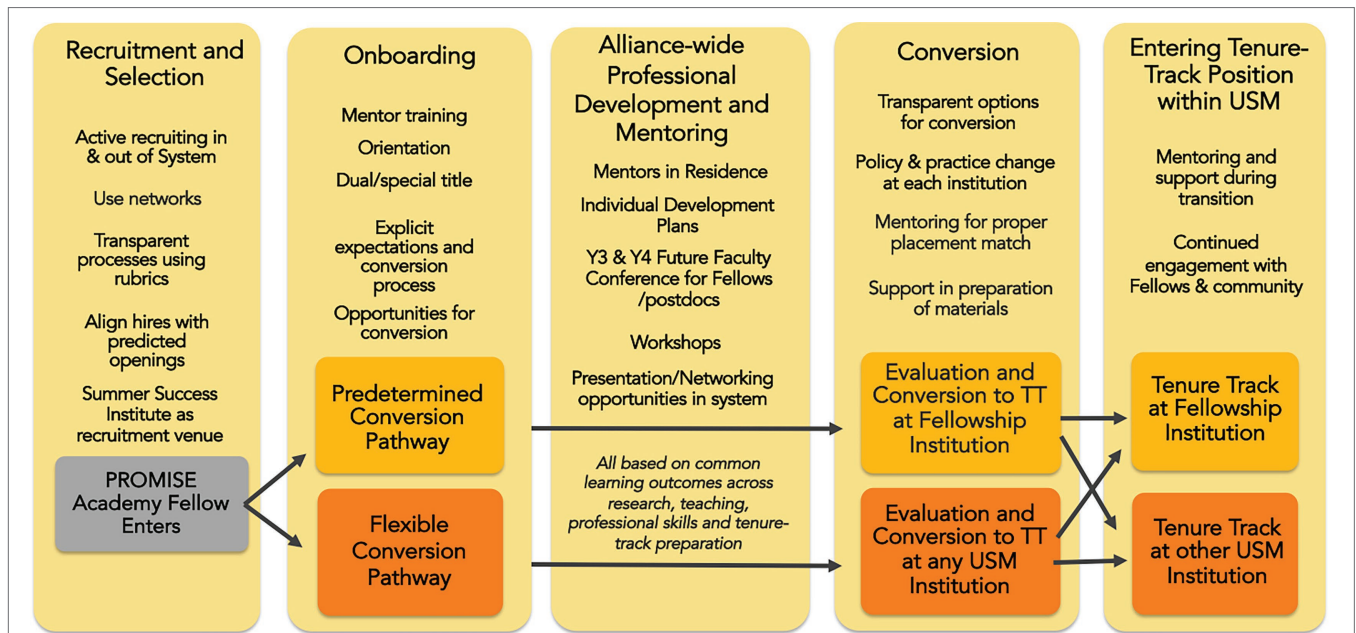 Recruitment and
Selection
Active recruiting in
& out of System
Use networks
Transparent
processes using
rubrics
Align hires with
predicted
openings
Summer Success
Institute as
recruitment venue
PROMISE
Academy Fellow
Enters
Onboarding
Mentor training
Orientation
Dual/special title
Explicit
expectations and
conversion
process
Opportunities for
conversion
Predetermined
Conversion
Pathway
Flexible
Conversion
Pathway
Alliance-wide
Professional
Development and
Mentoring
Mentors in Residence
Individual Development
Plans
Y3 & Y4 Future Faculty
Conference for Fellows
/postdocs
Workshops
Presentation/Networking
opportunities in system
All based on common
learning outcomes across
research, teaching,
professional skills and tenure-
track preparation
Conversion
Transparent options
for conversion
Policy & practice change
at each institution
Mentoring for proper
placement match
Support in preparation
of materials
Evaluation and
Conversion to TT
at Fellowship
Institution
Evaluation and
Conversion to TT
at any USM
Institution
Entering Tenure-
Track Position
within USM
Mentoring and
support during
transition
Continued
engagement with
Fellows & community
Tenure Track
at Fellowship
Institution
Tenure Track
at other USM
Institution